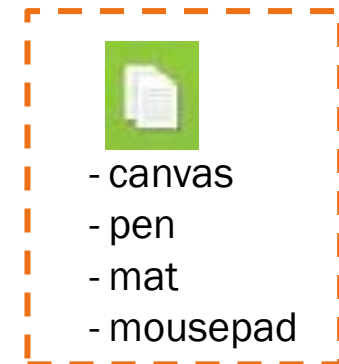 - canvas
- pen
- mat
- mousepad